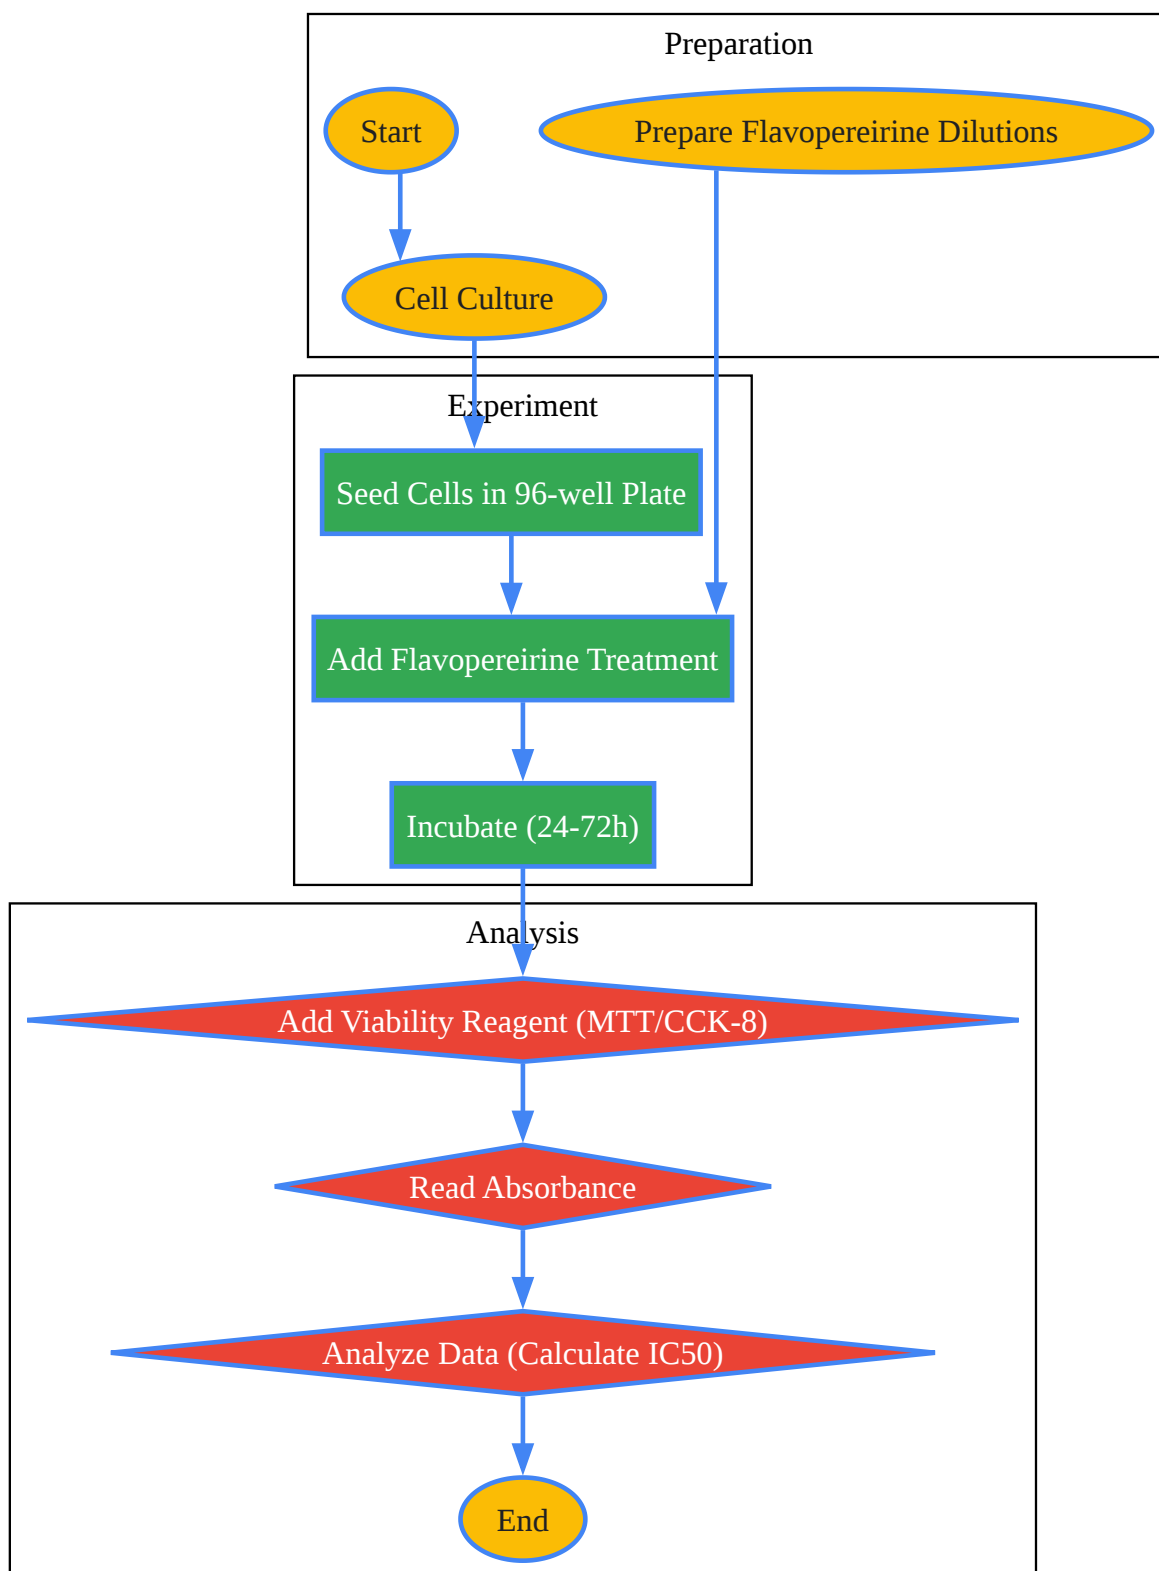 Preparation
Start
Prepare Flavopereirine Dilutions
Cell Culture
Experiment
Seed Cells in 96-well Plate
Add Flavopereirine Treatment
Incubate (24-72h)
Analysis
Add Viability Reagent (MTT/CCK-8)
Read Absorbance
Analyze Data (Calculate IC50)
End